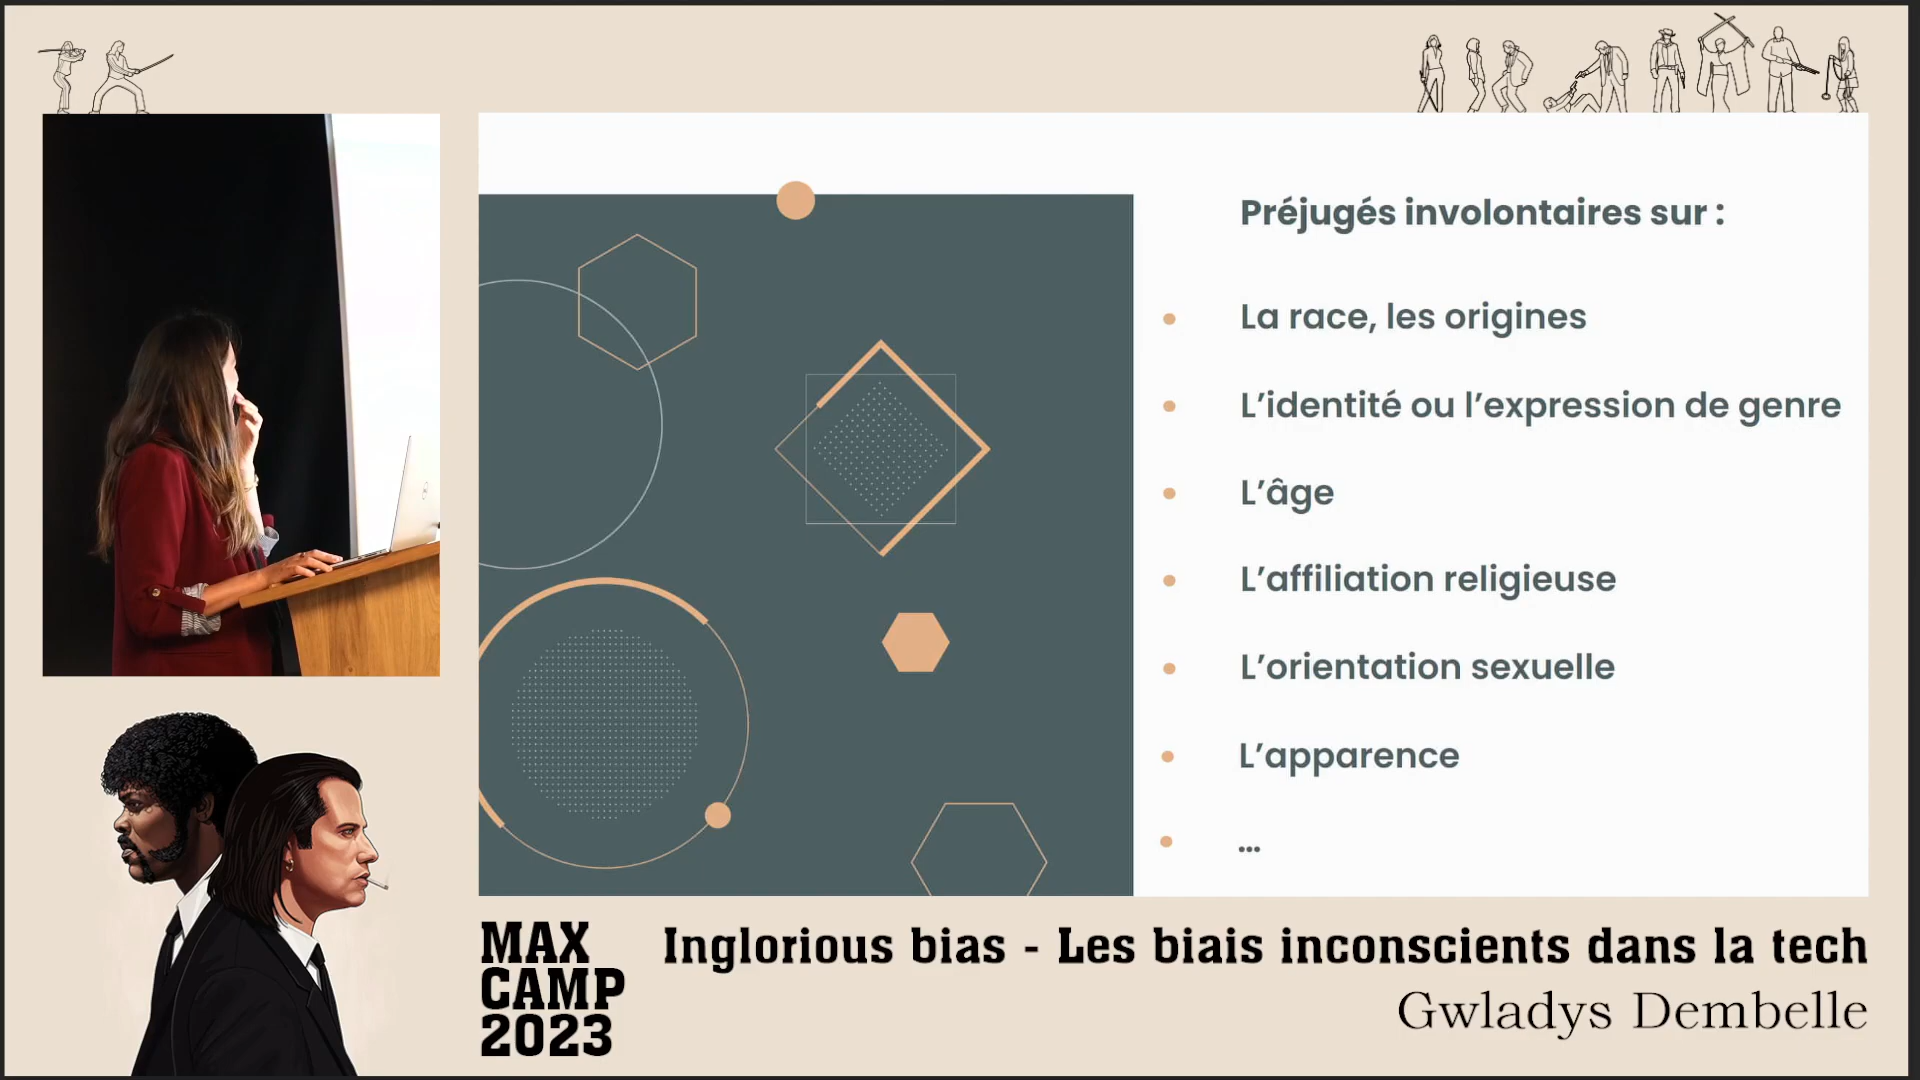 Préjugés involontaires sur :
La race, les origines
L’identité ou l’expression de genre
L’âge
L’affiliation religieuse
L’orientation sexuelle
L’apparence
...
MAX
CAMP
2023
Inglorious bias - Les biais inconscients dans la tech
Gwladys Dembelle